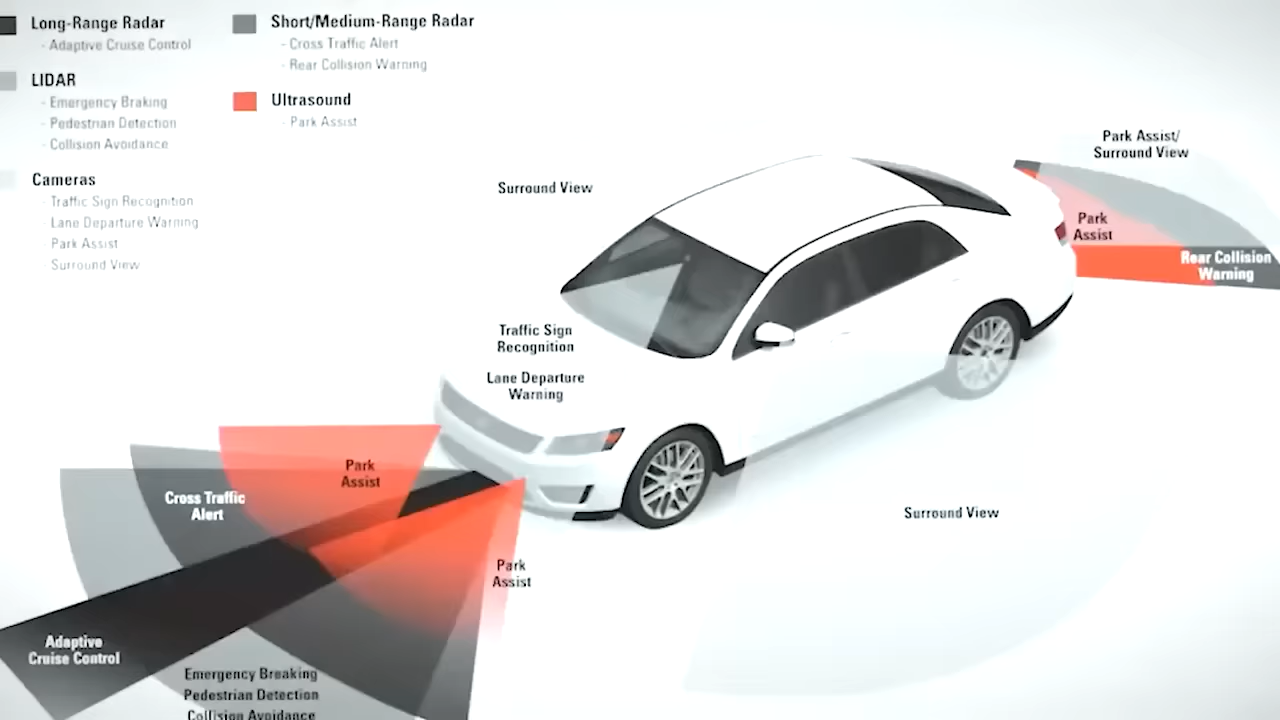 Long-Range Radar
- Adaptive Cruise Control
LIDAR
- Emergency Braking
- Pedestrian Detection
- Collision Avoidance
Cameras
- Traffic Sign Recognition
- Lane Departure Warning
- Park Assist
Surround View
Short/Medium-Range Radar
- Cross Traffic Alert
- Rear Collision Warning
Ultrasound
- Park Assist
Surround View
Park Assist/
Surround View
Park
Assist
Rear Collision
Warning
Traffic Sign
Recognition
Lane Departure
Warning
Park
Assist
Cross Traffic
Alert
Surround View
Park
Assist
Adaptive
Cruise Control
Emergency Breaking
Pedestrian Detection
Collision Avoidance